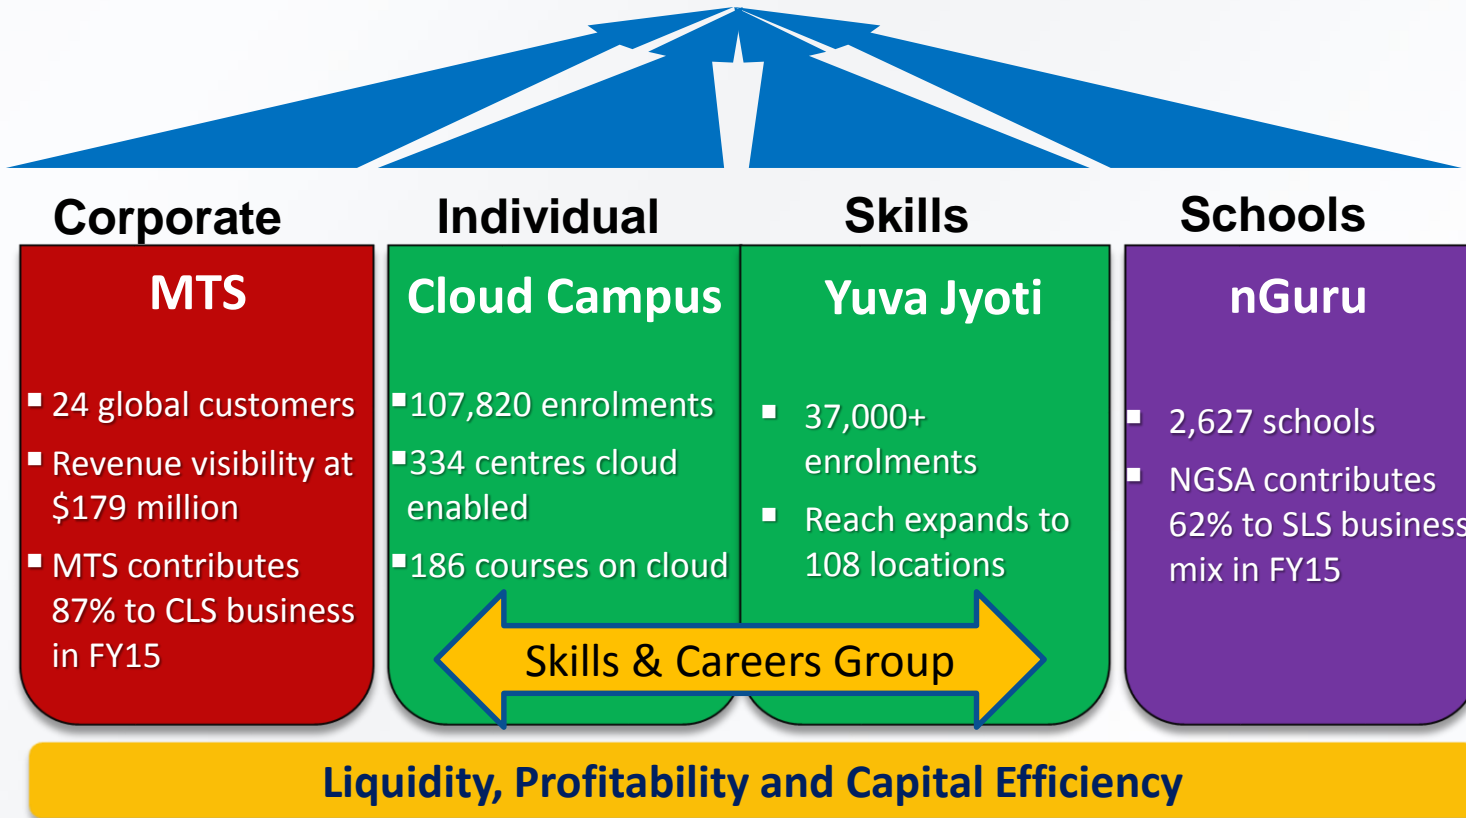 Corporate
MTS
▪ 24 global customers
▪ Revenue visibility at
$179 million
▪ MTS contributes
87% to CLS business
in FY15
Individual
Cloud Campus
▪107,820 enrolments
▪334 centres cloud
enabled
▪186 courses on cloud
Skills
Yuva Jyoti
▪ 37,000+
enrolments
▪ Reach expands to
108 locations
Schools
nGuru
▪ 2,627 schools
▪ NGSA contributes
62% to SLS business
mix in FY15
Skills & Careers Group
Liquidity, Profitability and Capital Efficiency